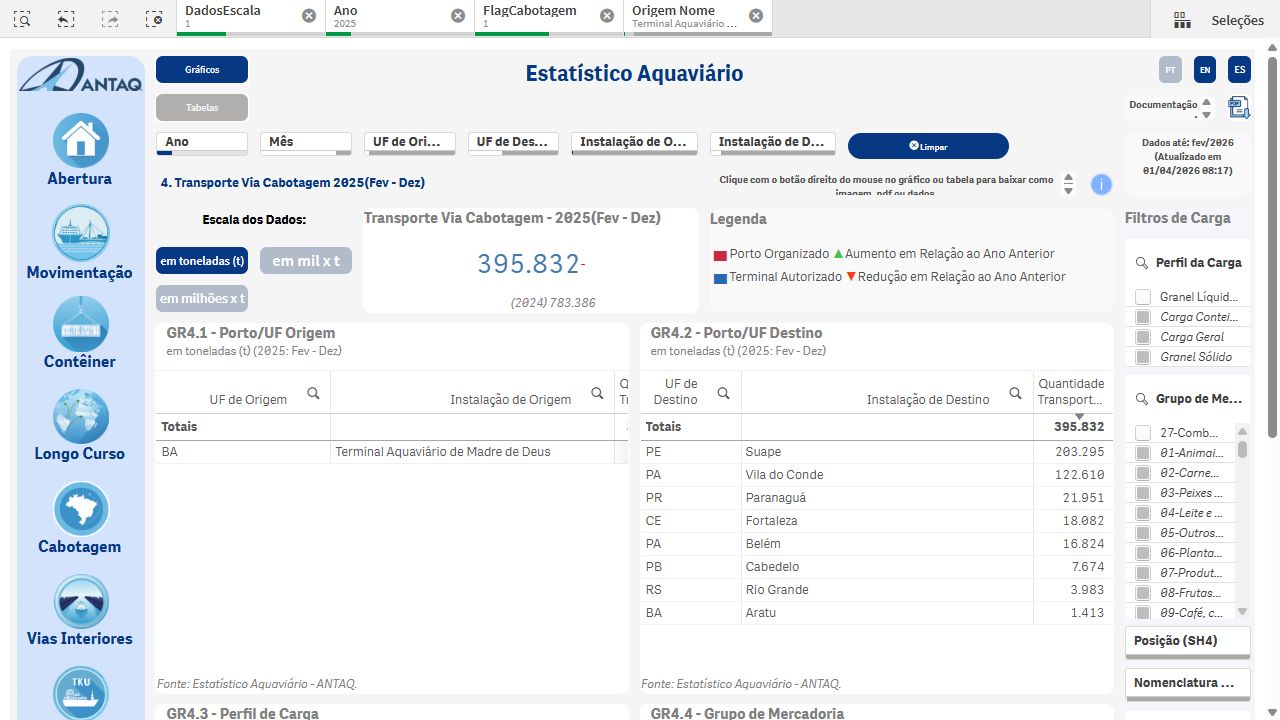 DadosEscala
1
Ano
2025
FlagCabotagem
1
Origem Nome
Terminal Aquaviário ...
Seleções
ANTAQ
Abertura
Movimentação
Contêiner
Longo Curso
Cabotagem
Vias Interiores
TKU
Gráficos
Tabelas
Estatístico Aquaviário
PT
EN
ES
Documentação
Ano
Mês
UF de Ori...
UF de Des...
Instalação de O...
Instalação de D...
Limpar
Dados até: fev/2026
(Atualizado em
01/04/2026 08:17)
4. Transporte Via Cabotagem 2025(Fev - Dez)
Clique com o botão direito do mouse no gráfico ou tabela para baixar como
imagem, pdf ou dados
i
Escala dos Dados:
em toneladas (t)
em mil x t
em milhões x t
Transporte Via Cabotagem - 2025(Fev - Dez)
395.832-
(2024) 783.386
Legenda
Porto Organizado ▲Aumento em Relação ao Ano Anterior
Terminal Autorizado ▼Redução em Relação ao Ano Anterior
GR4.1 - Porto/UF Origem
em toneladas (t) (2025: Fev - Dez)
UF de Origem
Instalação de Origem
Totais
BA
Terminal Aquaviário de Madre de Deus
Fonte: Estatístico Aquaviário - ANTAQ.
GR4.2 - Porto/UF Destino
em toneladas (t) (2025: Fev - Dez)
UF de
Destino
Instalação de Destino
Quantidade
Transport...
Totais 395.832
PE Suape 203.295
PA Vila do Conde 122.610
PR Paranaguá 21.951
CE Fortaleza 18.082
PA Belém 16.824
PB Cabedelo 7.674
RS Rio Grande 3.983
BA Aratu 1.413
Fonte: Estatístico Aquaviário - ANTAQ.
GR4.3 - Perfil de Carga
GR4.4 - Grupo de Mercadoria
Filtros de Carga
Perfil da Carga
Granel Líquid...
Carga Contei...
Carga Geral
Granel Sólido
Grupo de Me...
27-Comb...
01-Animai...
02-Carne...
03-Peixes ...
04-Leite e ...
05-Outros...
06-Planta...
07-Produt...
08-Frutas...
09-Café, c...
Posição (SH4)
Nomenclatura ...